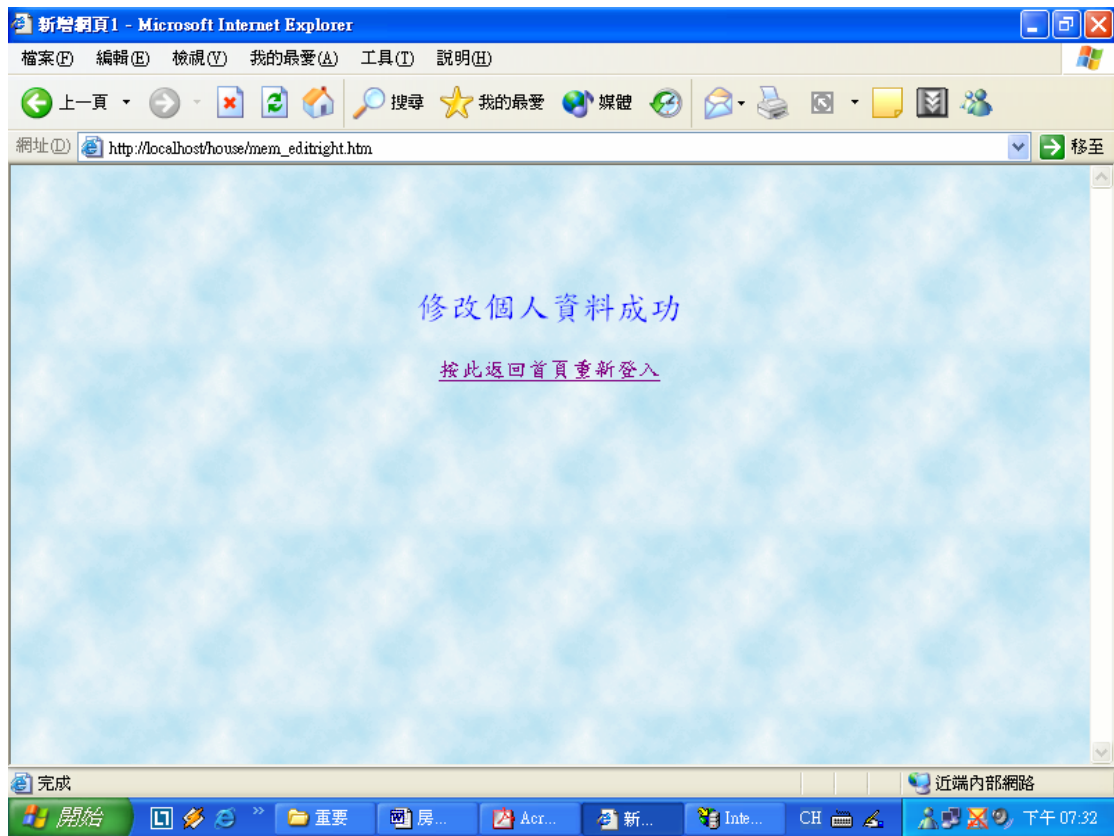 新增網頁1 - Microsoft Internet Explorer
檔案(F) 編輯(E) 檢視(V) 我的最愛(A) 工具(T) 說明(H)
上一頁 搜尋 我的最愛 媒體
網址(D) http://localhost/house/mem_editright.htm 移至
修改個人資料成功
按此返回首頁重新登入
完成 近端內部網路
開始 重要 房... Acr... 新... Inte... CH 下午 07:32